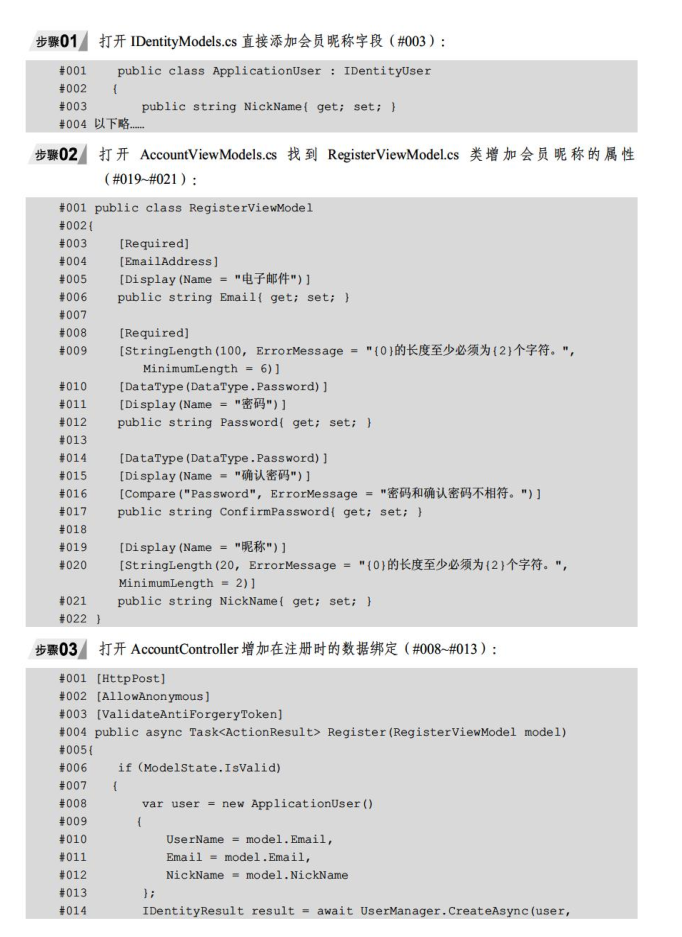 步骤01 打开 IDentityModels.cs 直接添加会员昵称字段（#003）：
#001 public class ApplicationUser : IDentityUser
#002 {
#003 public string NickName{ get; set; }
#004 以下略……
步骤02 打开 AccountViewModels.cs 找到 RegisterViewModel.cs 类增加会员昵称的属性
（#019~#021）：
#001 public class RegisterViewModel
#002{
#003 [Required]
#004 [EmailAddress]
#005 [Display(Name = "电子邮件")]
#006 public string Email{ get; set; }
#007
#008 [Required]
#009 [StringLength(100, ErrorMessage = "{0}的长度至少必须为{2}个字符。",
MinimumLength = 6)]
#010 [DataType(DataType.Password)]
#011 [Display(Name = "密码")]
#012 public string Password{ get; set; }
#013
#014 [DataType(DataType.Password)]
#015 [Display(Name = "确认密码")]
#016 [Compare("Password", ErrorMessage = "密码和确认密码不相符。")]
#017 public string ConfirmPassword{ get; set; }
#018
#019 [Display(Name = "昵称")]
#020 [StringLength(20, ErrorMessage = "{0}的长度至少必须为{2}个字符。",
MinimumLength = 2)]
#021 public string NickName{ get; set; }
#022 }
步骤03 打开 AccountController 增加在注册时的数据绑定（#008~#013）：
#001 [HttpPost]
#002 [AllowAnonymous]
#003 [ValidateAntiForgeryToken]
#004 public async Task<ActionResult> Register(RegisterViewModel model)
#005{
#006 if（ModelState.IsValid)
#007 {
#008 var user = new ApplicationUser()
#009 {
#010 UserName = model.Email,
#011 Email = model.Email,
#012 NickName = model.NickName
#013 };
#014 IDentityResult result = await UserManager.CreateAsync(user,